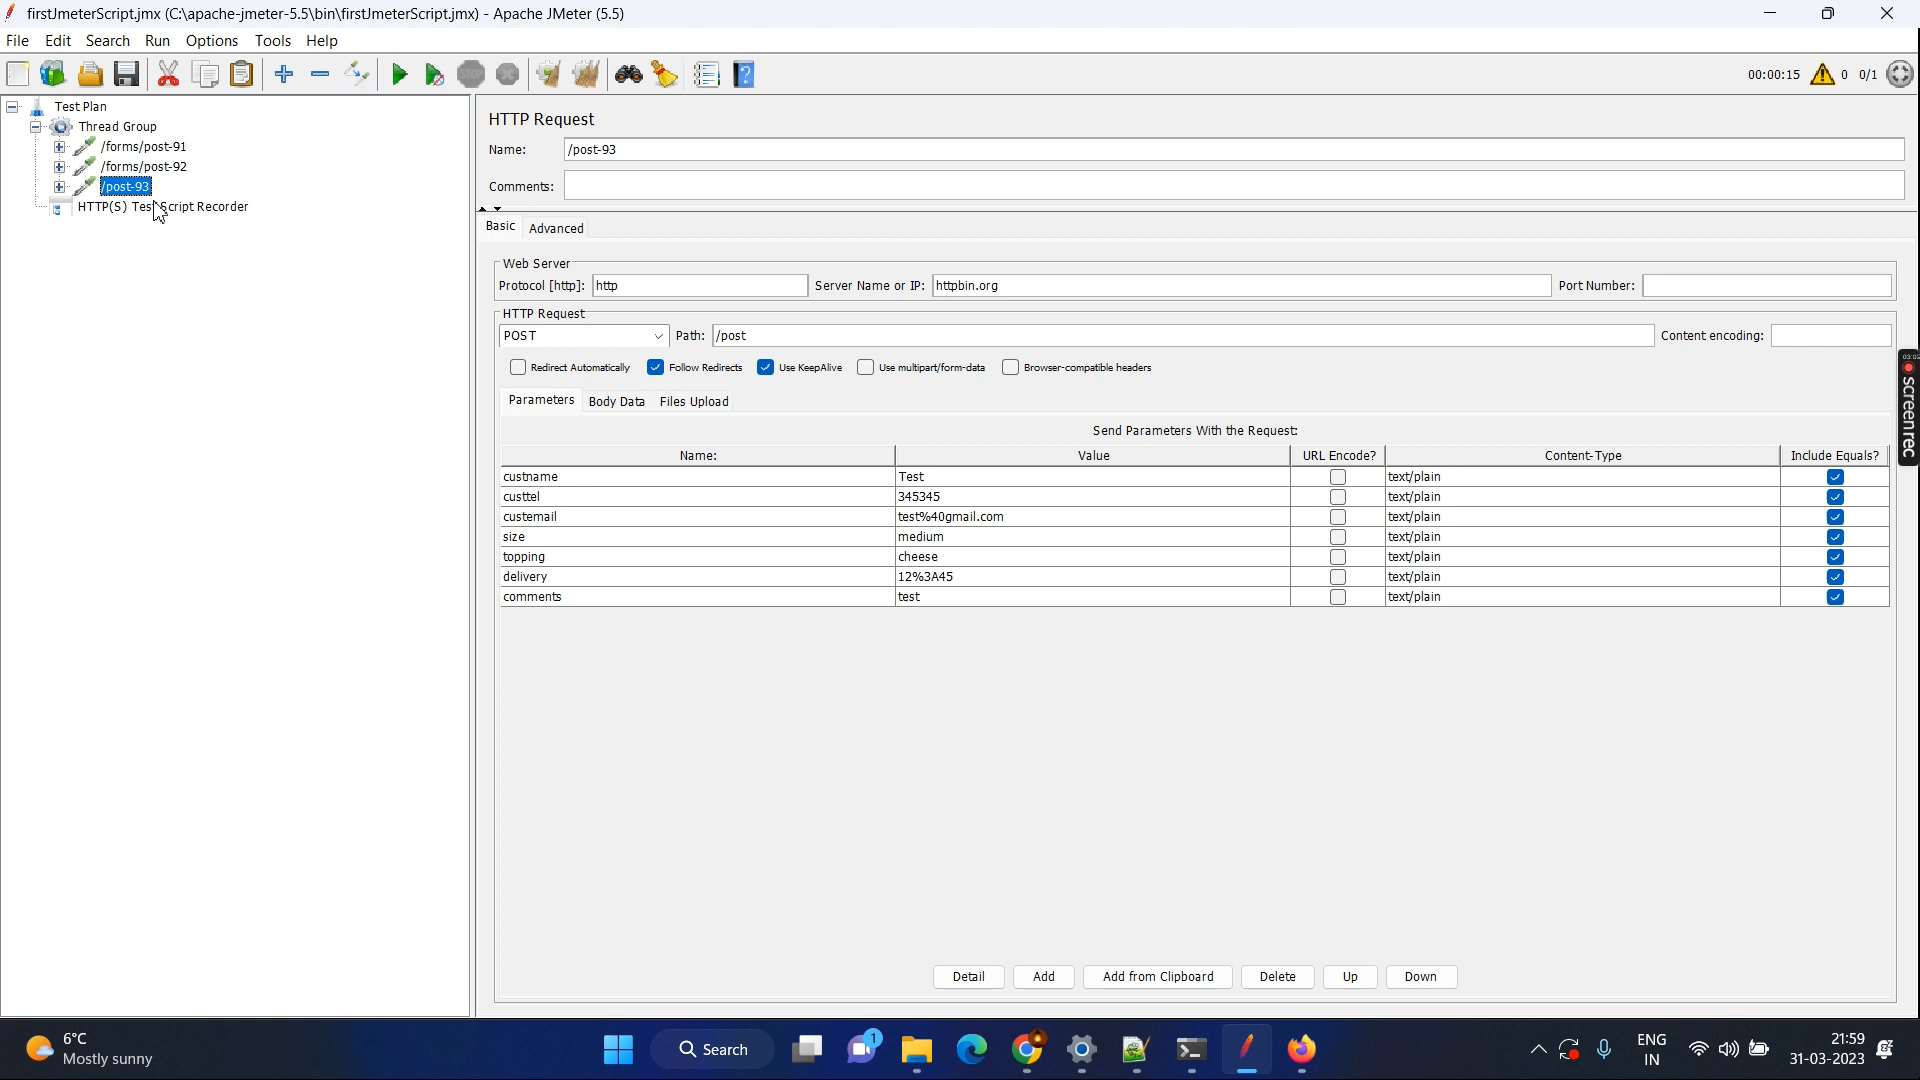 firstJmeterScript.jmx (C:\apache-jmeter-5.5\bin\firstJmeterScript.jmx) - Apache JMeter (5.5)
File Edit Search Run Options Tools Help
STOP 00:00:15 0 0/1
Test Plan
Thread Group
/forms/post-91
/forms/post-92
/post-93
HTTP(S) Test Script Recorder
HTTP Request
Name: /post-93
Comments:
Basic Advanced
Web Server
Protocol [http]: http Server Name or IP: httpbin.org Port Number:
HTTP Request
POST Path: /post Content encoding:
Redirect Automatically Follow Redirects Use KeepAlive Use multipart/form-data Browser-compatible headers
Parameters Body Data Files Upload
Send Parameters With the Request:
Name: Value URL Encode? Content-Type Include Equals?
custname Test text/plain
custtel 345345 text/plain
custemail test%40gmail.com text/plain
size medium text/plain
topping cheese text/plain
delivery 12%3A45 text/plain
comments test text/plain
Detail Add Add from Clipboard Delete Up Down
03:02
screenrec
6°C
Mostly sunny
Search
1
ENG
IN
21:59
31-03-2023